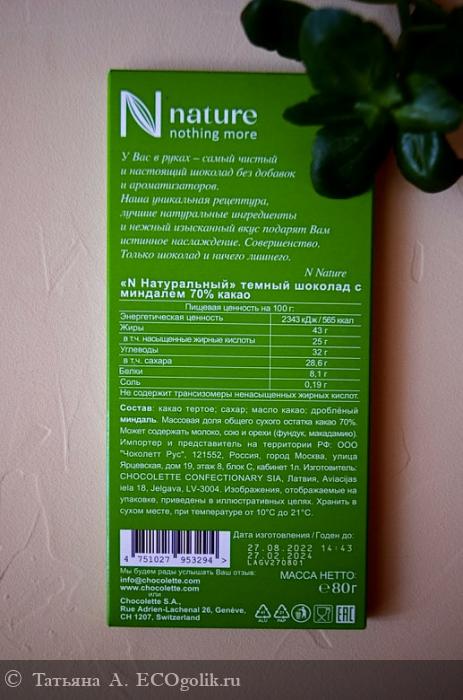 N nature
nothing more
У Вас в руках – самый чистый
и настоящий шоколад без добавок
и ароматизаторов.
Наша уникальная рецептура,
лучшие натуральные ингредиенты
и нежный изысканный вкус подарят Вам
истинное наслаждение. Совершенство.
Только шоколад и ничего лишнего.
N Nature
«N Натуральный» темный шоколад с
миндалем 70% какао
Пищевая ценность на 100 г:
Энергетическая ценность 2343 кДж / 565 ккал
Жиры 43 г
в т.ч. насыщенные жирные кислоты 25 г
Углеводы 32 г
в т.ч. сахара 28,6 г
Белки 8,1 г
Соль 0,19 г
Не содержит трансизомеры ненасыщенных жирных кислот.
Состав: какао тертое; сахар; масло какао; дроблёный
миндаль. Массовая доля общего сухого остатка какао 70%.
Может содержать молоко, сою и орехи (фундук, макадамию).
Импортер и представитель на территории РФ: ООО
"Чоколетт Рус", 121552, Россия, город Москва, улица
Ярцевская, дом 19, этаж 8, блок С, кабинет 1л. Изготовитель:
CHOCOLETTE CONFECTIONARY SIA, Латвия, Aviacijas
iela 18, Jelgava, LV-3004. Изображения, отображаемые на
упаковке, приведены в иллюстративных целях. Хранить в
сухом месте, при температуре от 10°C до 21°C.
Дата изготовления / Годен до:
27.08.2022 14:43
27.02.2024
LAGV270801
4 751027 953294 >
Мы будем рады услышать Ваш отзыв:
info@chocolette.com
www.chocolette.com
или
Chocolette S.A.,
Rue Adrien-Lachenal 26, Genève,
CH 1207, Switzerland
МАССА НЕТТО:
℮80г
41
ALU
21
PAP
EAC
© Татьяна А. ECOgolik.ru